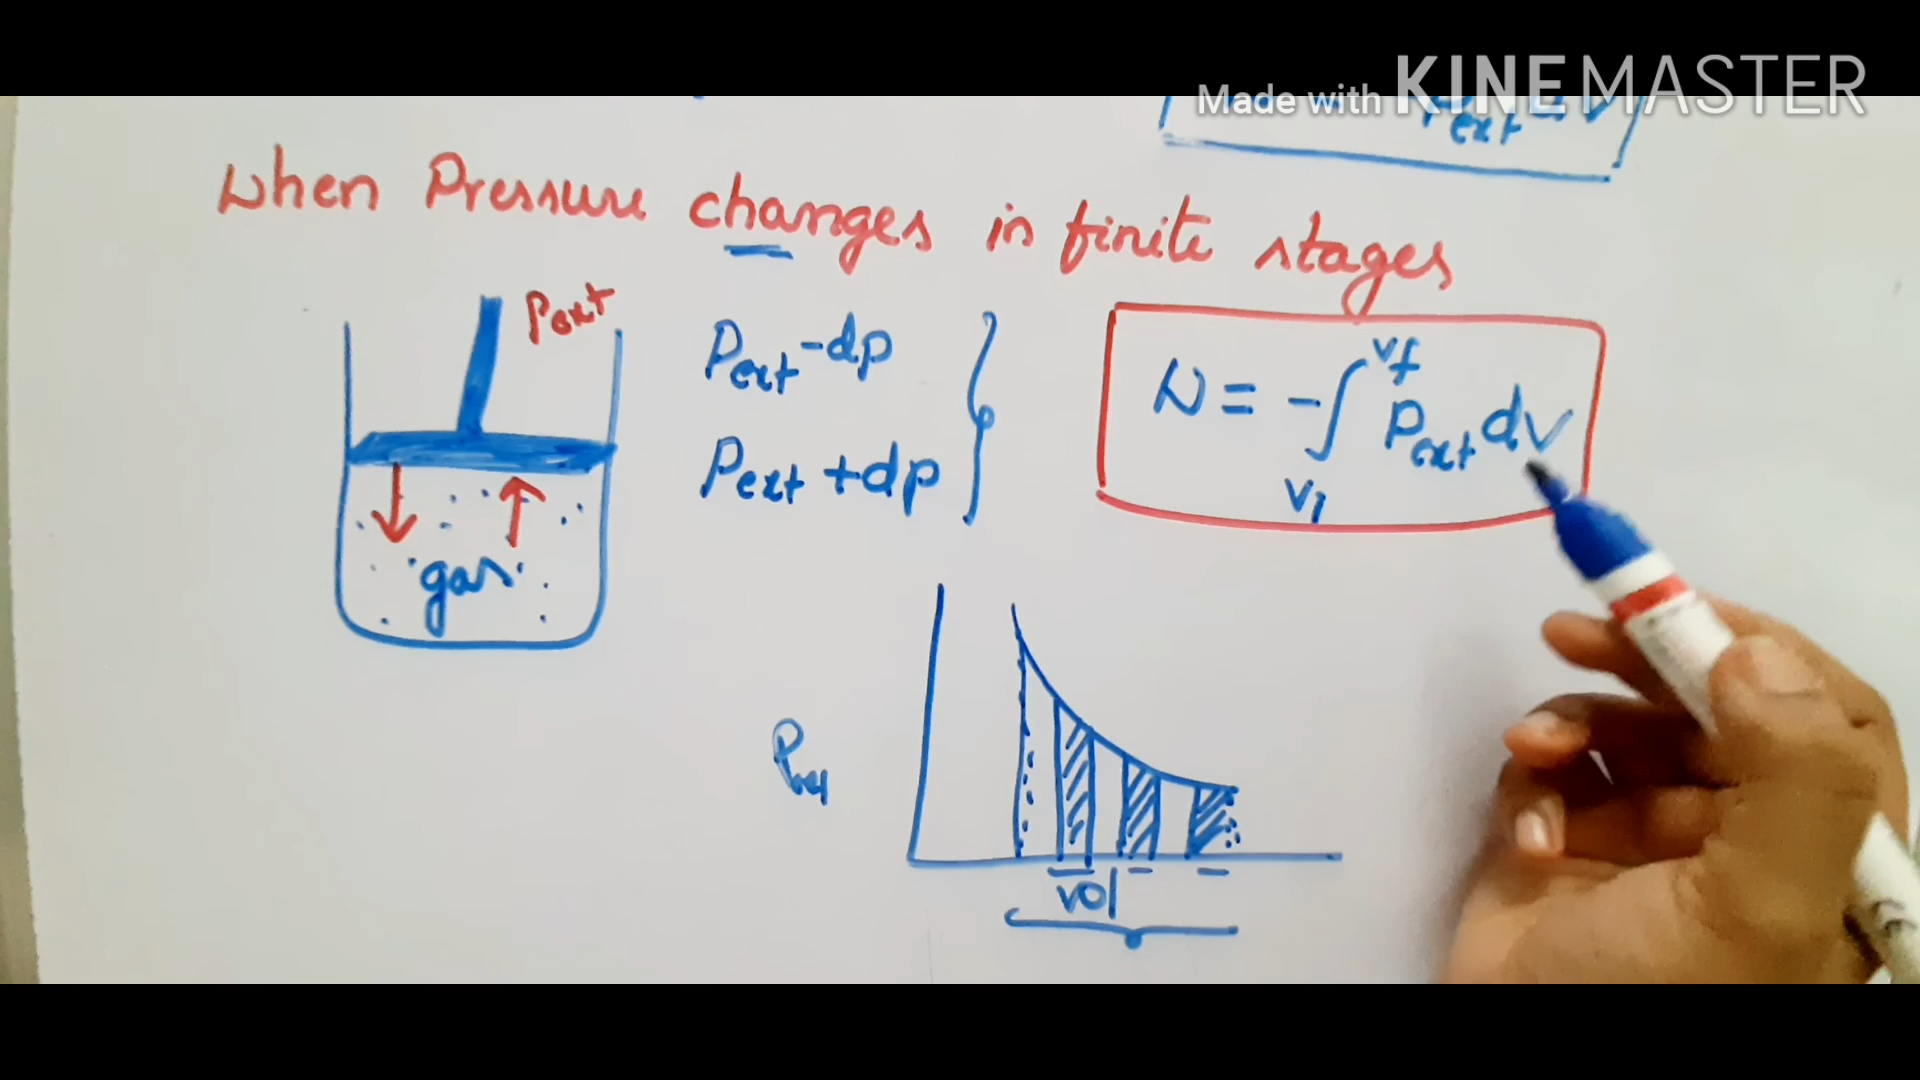 Made with KINEMASTER
Pext
When Pressure changes in finite stages
Pext
Pext -dp
Pext +dp
W = -∫ Pext dv
vf
v1
gas
vol